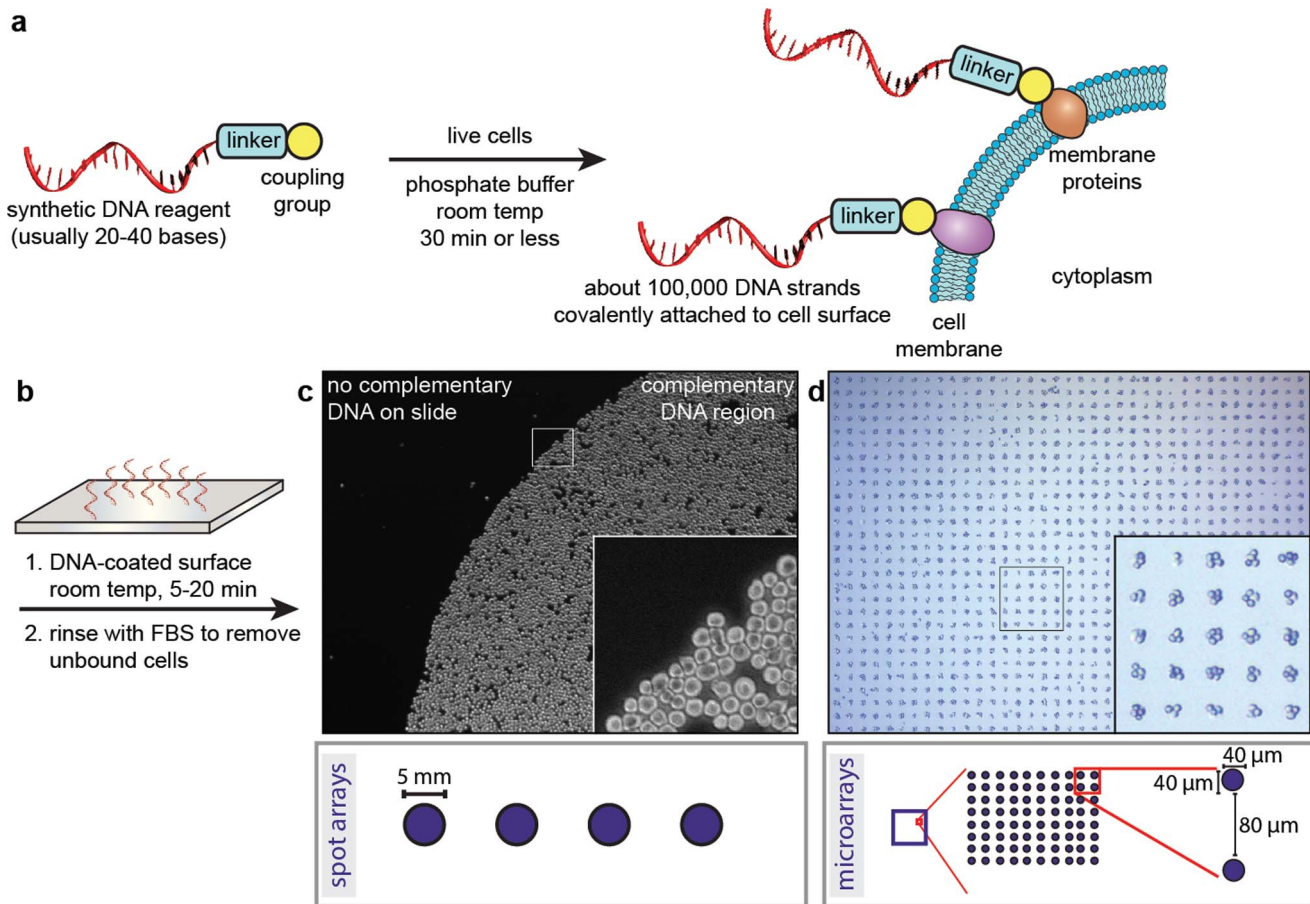 a
linker
coupling
group
synthetic DNA reagent
(usually 20-40 bases)
live cells
phosphate buffer
room temp
30 min or less
linker
membrane
proteins
linker
about 100,000 DNA strands
covalently attached to cell surface
cytoplasm
cell
membrane
b
1. DNA-coated surface
room temp, 5-20 min
2. rinse with FBS to remove
unbound cells
c
no complementary
DNA on slide
complementary
DNA region
d
spot arrays
5 mm
microarrays
40 µm
40 µm
80 µm